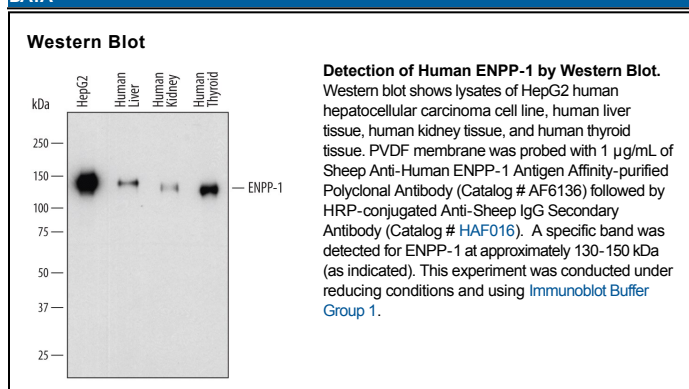 DATA
Western Blot
kDa
HepG2
Human
Liver
Human
Kidney
Human
Thyroid
250
150
100
75
50
37
25
ENPP-1
Detection of Human ENPP-1 by Western Blot.
Western blot shows lysates of HepG2 human
hepatocellular carcinoma cell line, human liver
tissue, human kidney tissue, and human thyroid
tissue. PVDF membrane was probed with 1 µg/mL of
Sheep Anti-Human ENPP-1 Antigen Affinity-purified
Polyclonal Antibody (Catalog # AF6136) followed by
HRP-conjugated Anti-Sheep IgG Secondary
Antibody (Catalog # HAF016). A specific band was
detected for ENPP-1 at approximately 130-150 kDa
(as indicated). This experiment was conducted under
reducing conditions and using Immunoblot Buffer
Group 1.